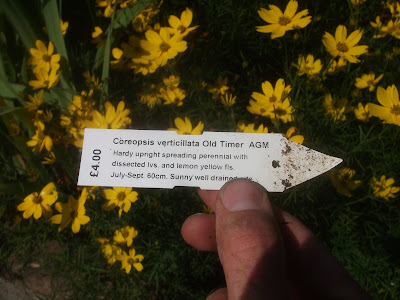 Coreopsis verticillata Old Timer AGM
Hardy upright spreading perennial with
dissected lvs. and lemon yellow fls.
July-Sept. 60cm. Sunny well drained
£4.00